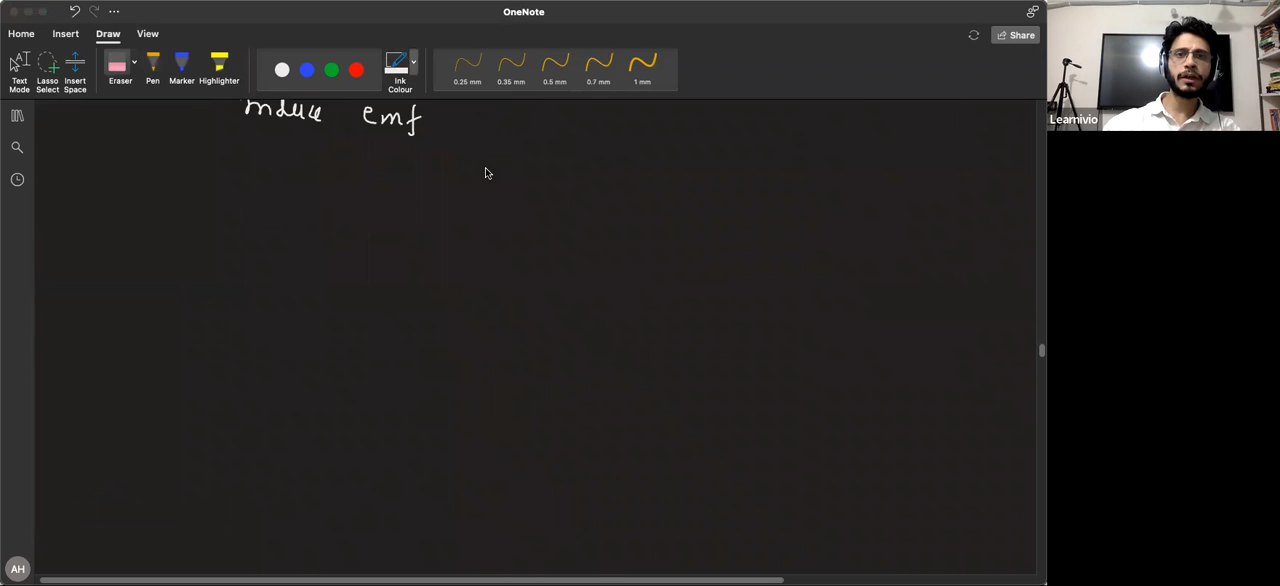 OneNote
Home Insert Draw View
Share
Text Mode
Lasso Select
Insert Space
Eraser
Pen
Marker
Highlighter
Ink Colour
0.25 mm
0.35 mm
0.5 mm
0.7 mm
1 mm
Learnivio
induce emf
AH